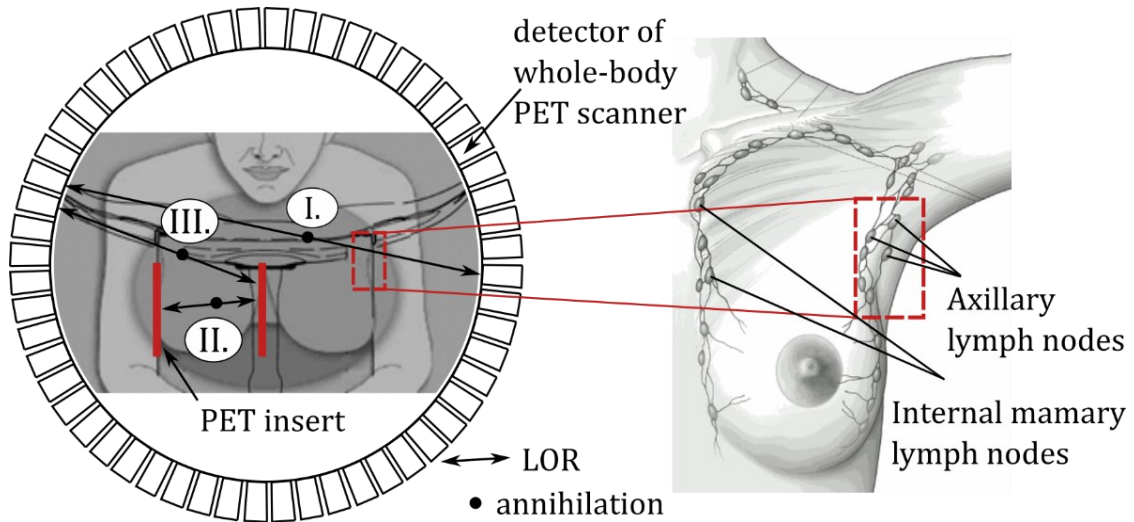 detector of
whole-body
PET scanner
III.
I.
II.
PET insert
LOR
annihilation
Axillary
lymph nodes
Internal mamary
lymph nodes